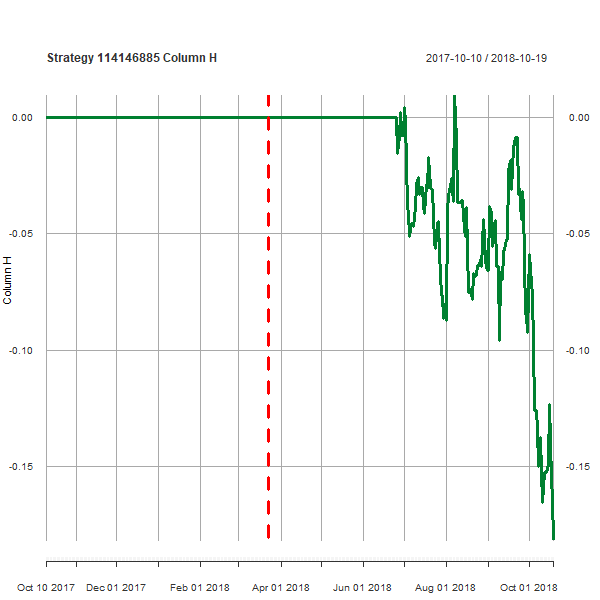 Strategy 114146885 Column H 2017-10-10 / 2018-10-19
0.00 0.00
-0.05 -0.05
Column H
-0.10 -0.10
-0.15 -0.15
Oct 10 2017 Dec 01 2017 Feb 01 2018 Apr 01 2018 Jun 01 2018 Aug 01 2018 Oct 01 2018